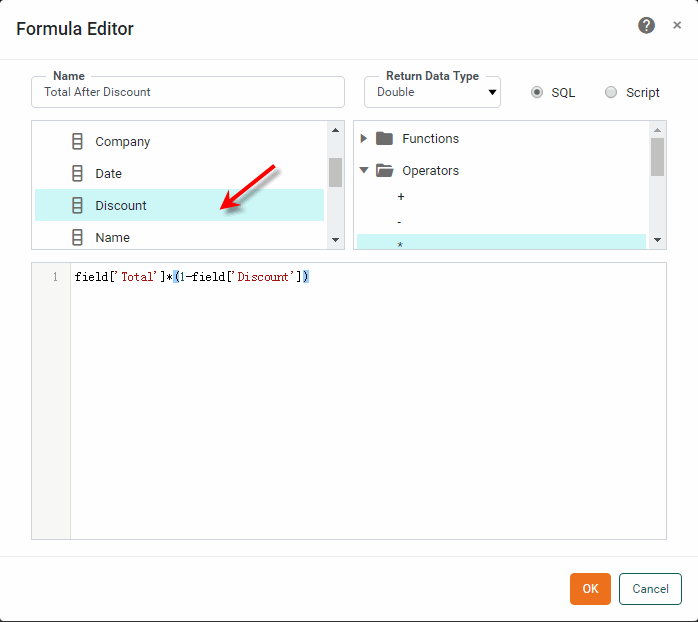 Formula Editor
?
×
Name
Total After Discount
Return Data Type
Double
SQL
Script
Company
Date
Discount
Name
Functions
Operators
+
-
*
1
field['Total']*(1-field['Discount'])
OK
Cancel